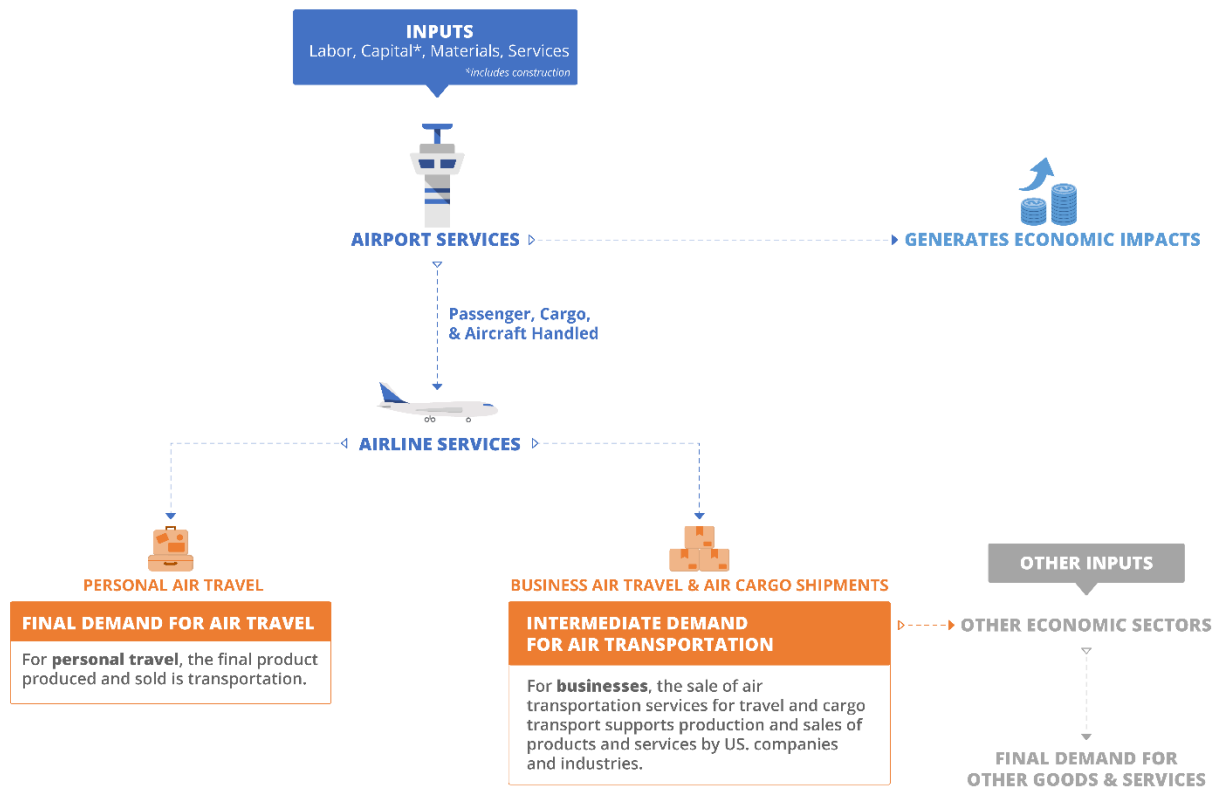 INPUTS
Labor, Capital*, Materials, Services
*includes construction
AIRPORT SERVICES
GENERATES ECONOMIC IMPACTS
Passenger, Cargo,
& Aircraft Handled
AIRLINE SERVICES
PERSONAL AIR TRAVEL
FINAL DEMAND FOR AIR TRAVEL
For personal travel, the final product
produced and sold is transportation.
BUSINESS AIR TRAVEL & AIR CARGO SHIPMENTS
INTERMEDIATE DEMAND
FOR AIR TRANSPORTATION
For businesses, the sale of air
transportation services for travel and cargo
transport supports production and sales of
products and services by US. companies
and industries.
OTHER INPUTS
OTHER ECONOMIC SECTORS
FINAL DEMAND FOR
OTHER GOODS & SERVICES